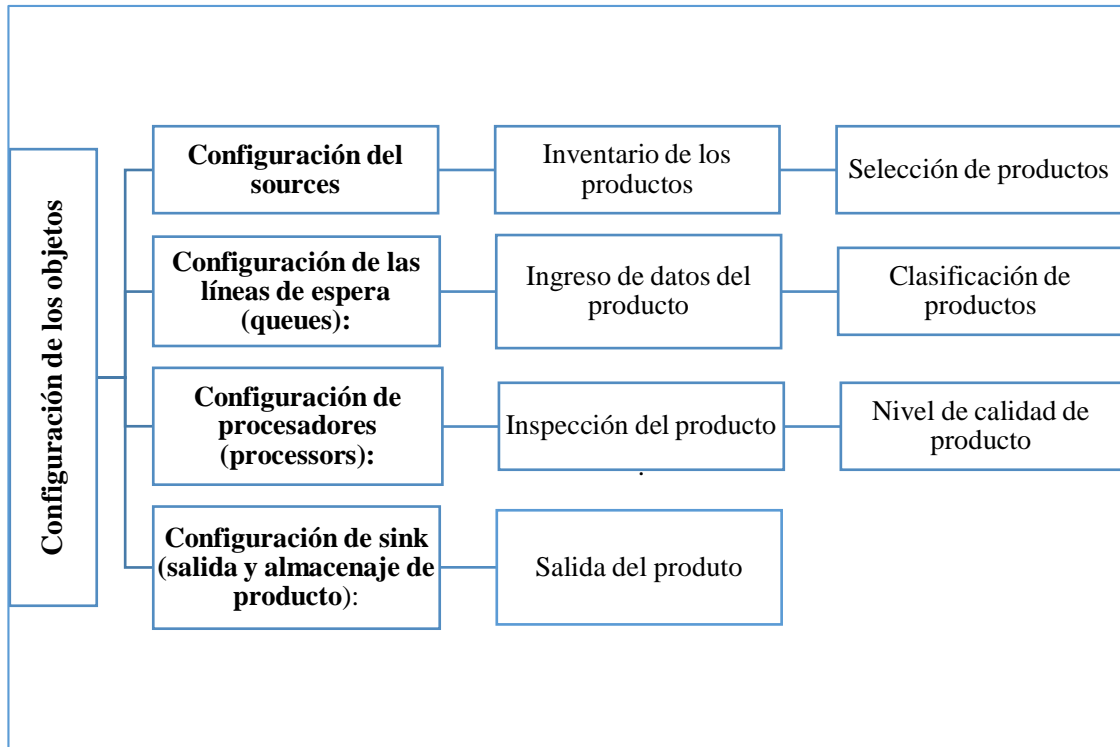 Configuración de los objetos
Configuración del
sources
Inventario de los
productos
Selección de productos
Configuración de las
líneas de espera
(queues):
Ingreso de datos del
producto
Clasificación de
productos
Configuración de
procesadores
(processors):
Inspección del producto
.
Nivel de calidad de
producto
Configuración de sink
(salida y almacenaje de
producto):
Salida del produto